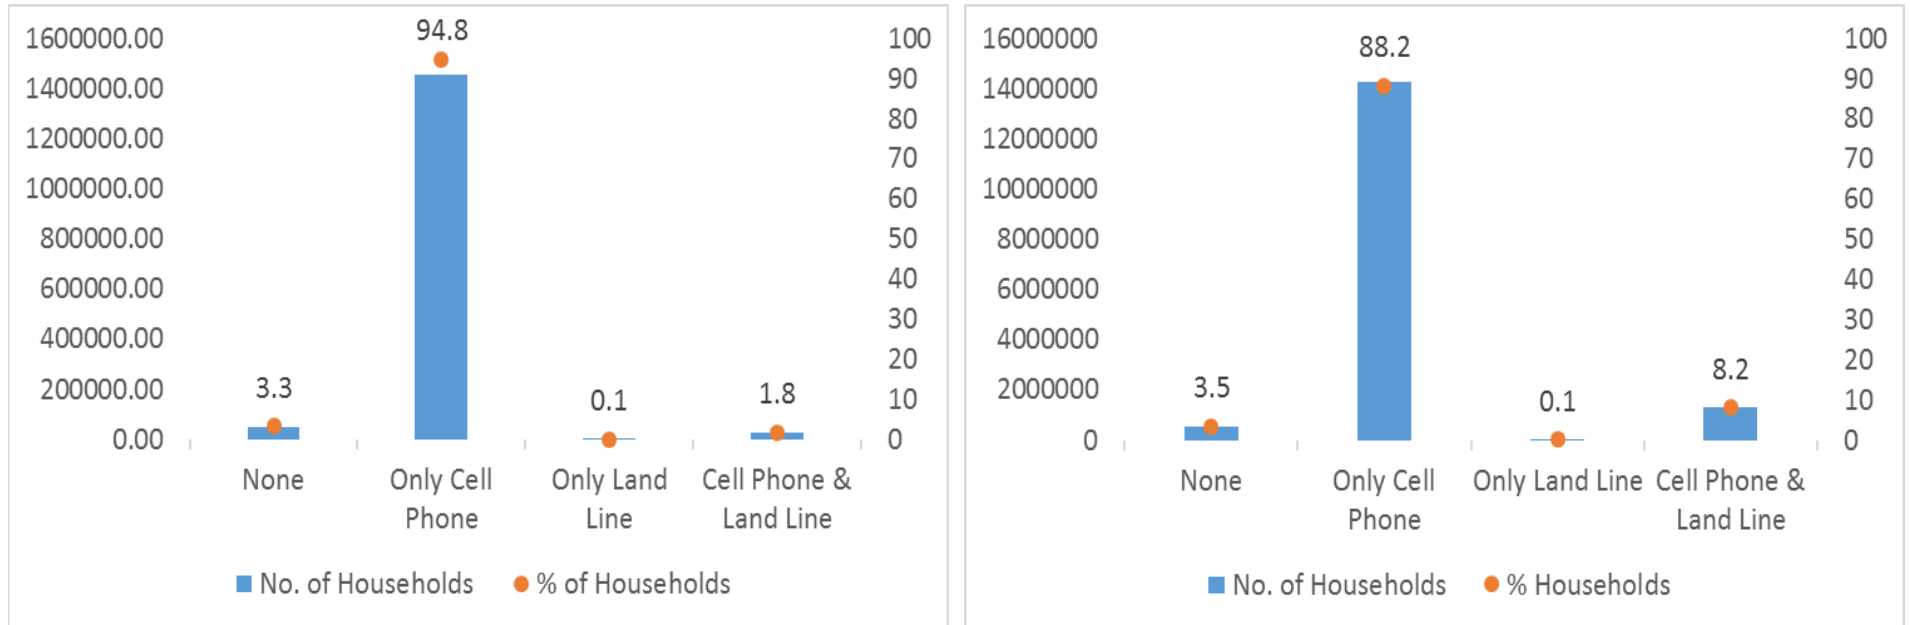 94.8
1600000.00
1400000.00
1200000.00
1000000.00
800000.00
600000.00
400000.00
200000.00
0.00
100
90
80
70
60
50
40
30
20
10
0
3.3
0.1
1.8
None
Only Cell
Phone
Only Land
Line
Cell Phone &
Land Line
No. of Households
% of Households
88.2
16000000
14000000
12000000
10000000
8000000
6000000
4000000
2000000
0
100
90
80
70
60
50
40
30
20
10
0
3.5
0.1
8.2
None
Only Cell
Phone
Only Land Line
Cell Phone &
Land Line
No. of Households
% Households